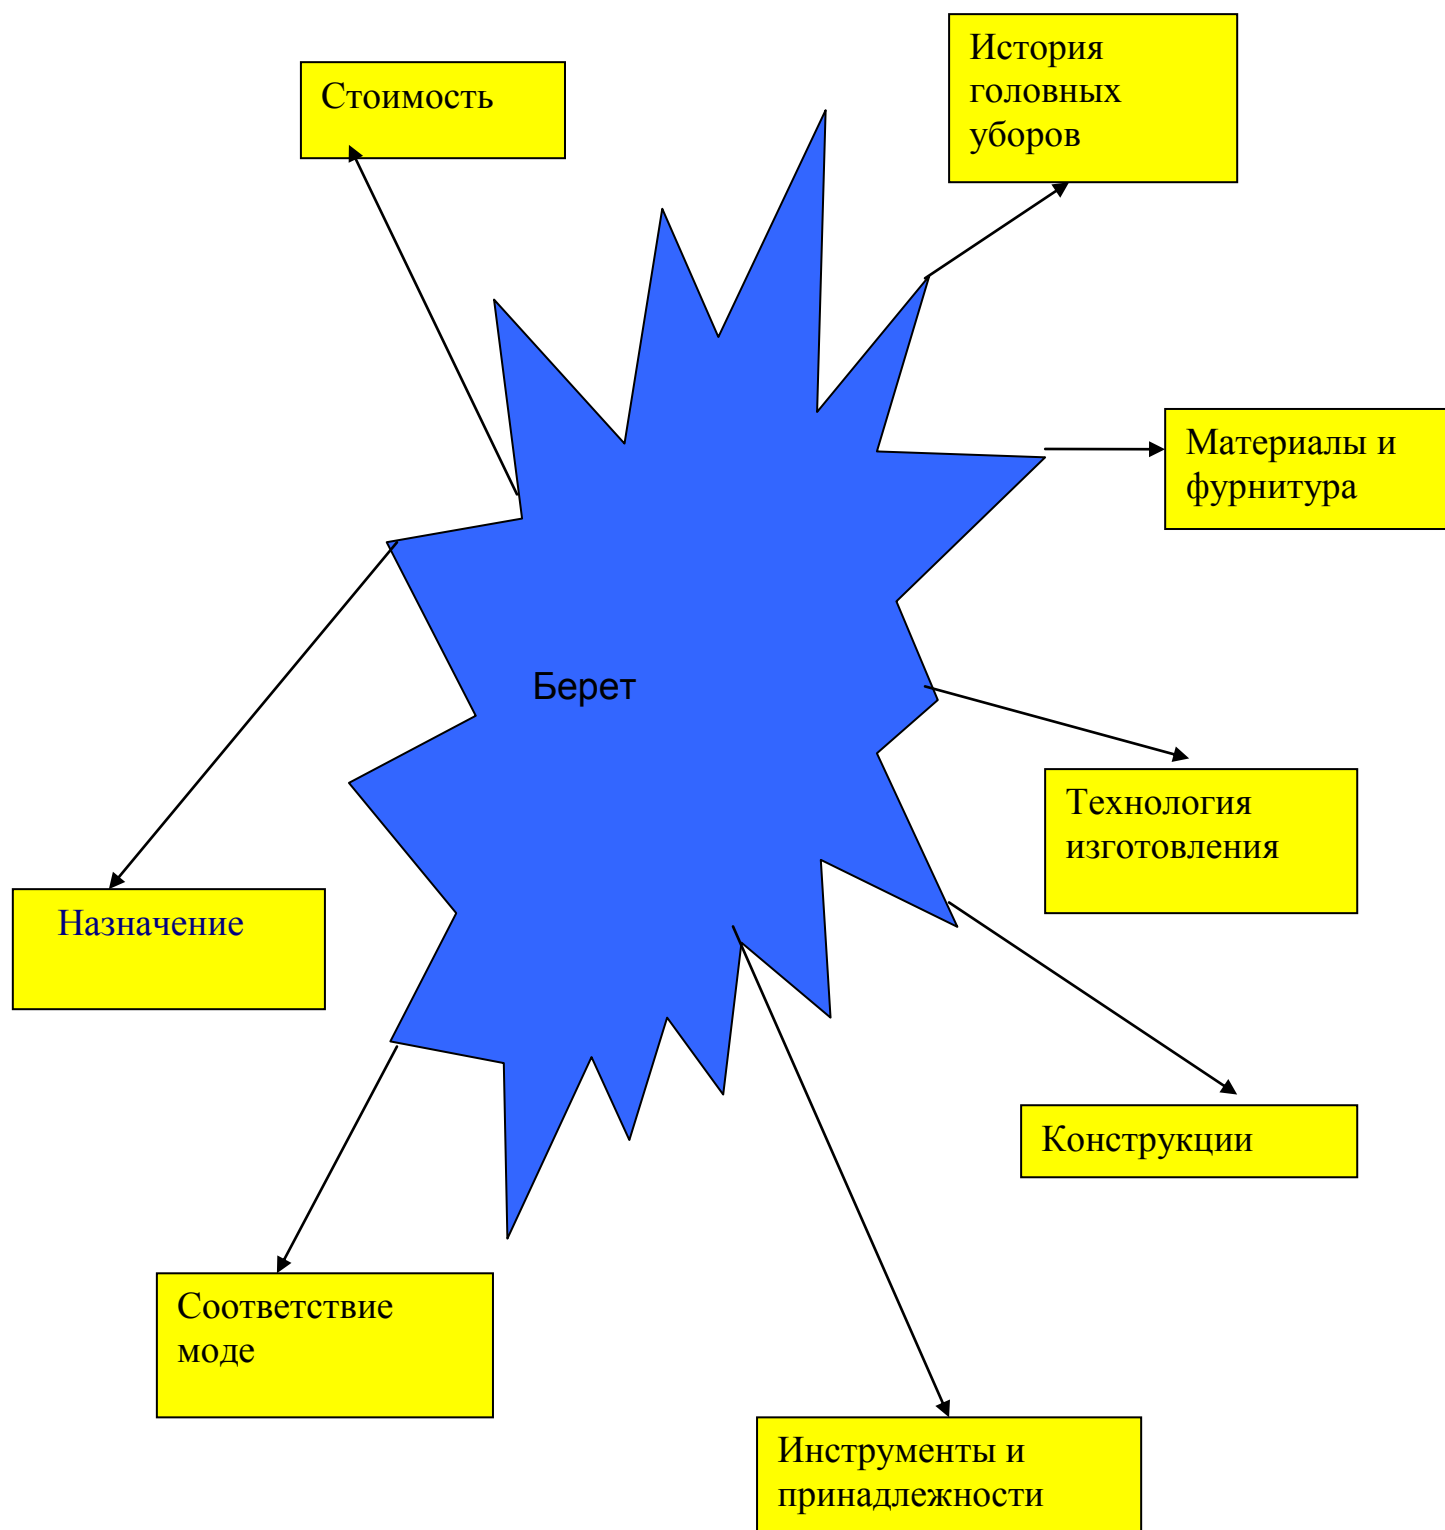 Стоимость
История
головных
уборов
Материалы и
фурнитура
Берет
Технология
изготовления
Назначение
Конструкции
Соответствие
моде
Инструменты и
принадлежности